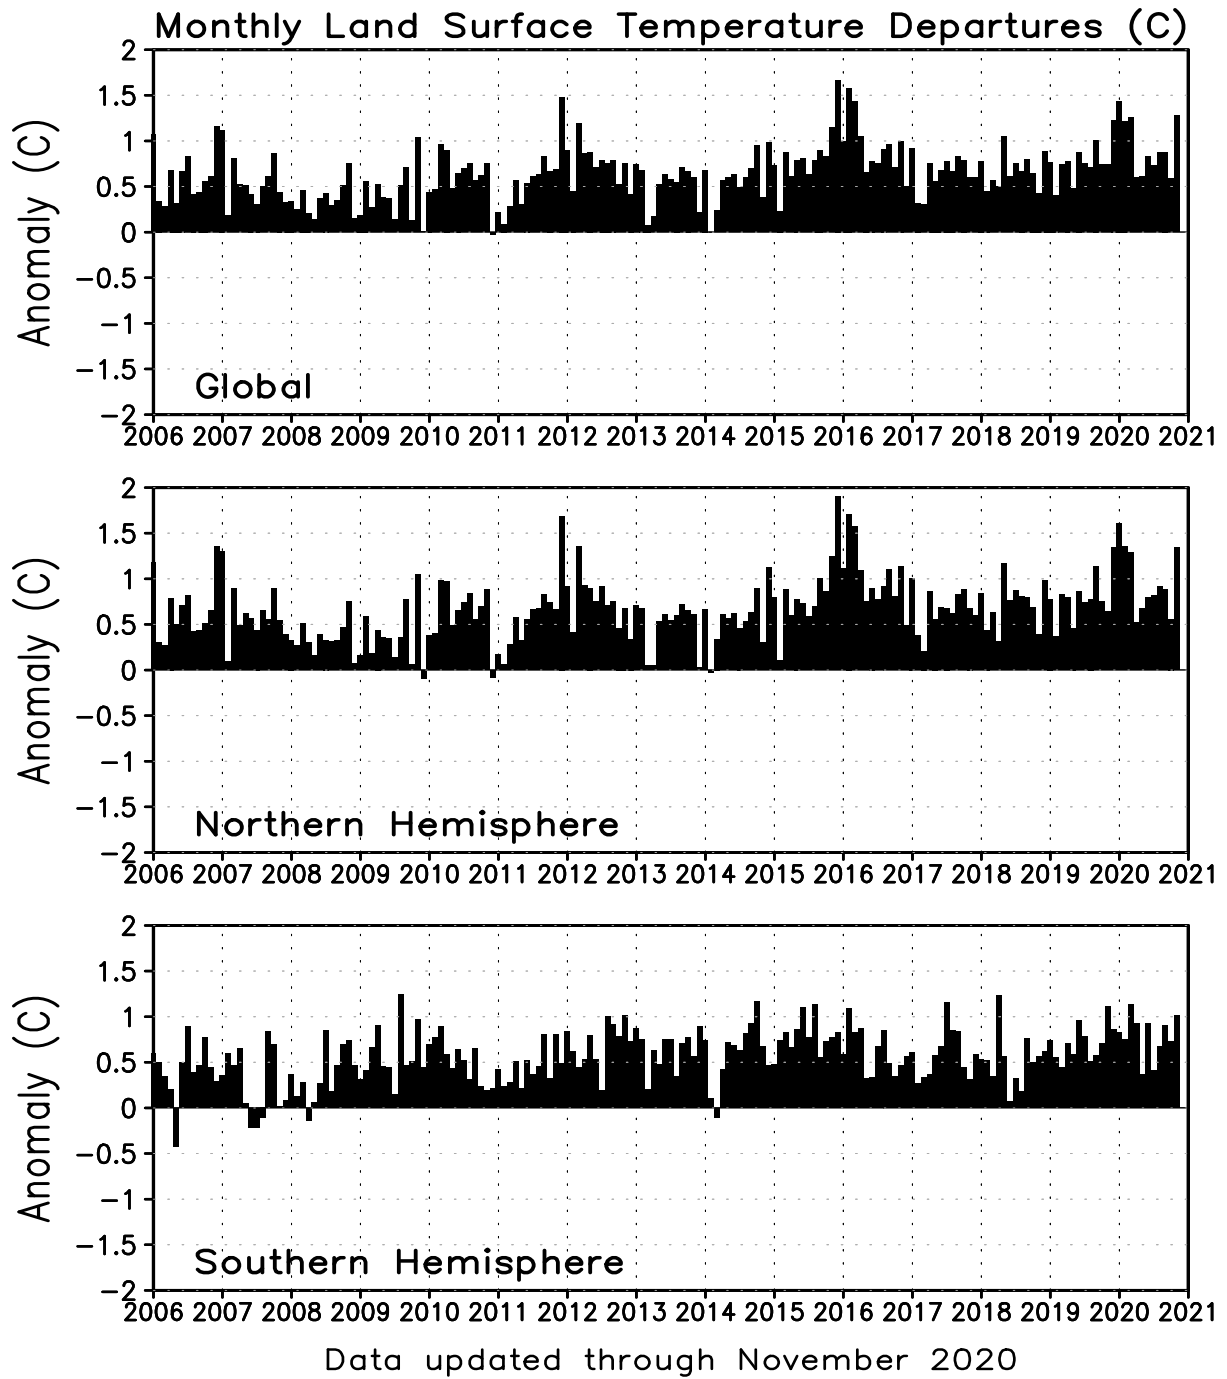 Monthly Land Surface Temperature Departures (C)
2
1.5
1
0.5
0
−0.5
−1
−1.5
−2
Anomaly (C)
Global
2006 2007 2008 2009 2010 2011 2012 2013 2014 2015 2016 2017 2018 2019 2020 2021
2
1.5
1
0.5
0
−0.5
−1
−1.5
−2
Anomaly (C)
Northern Hemisphere
2006 2007 2008 2009 2010 2011 2012 2013 2014 2015 2016 2017 2018 2019 2020 2021
2
1.5
1
0.5
0
−0.5
−1
−1.5
−2
Anomaly (C)
Southern Hemisphere
2006 2007 2008 2009 2010 2011 2012 2013 2014 2015 2016 2017 2018 2019 2020 2021
Data updated through November 2020